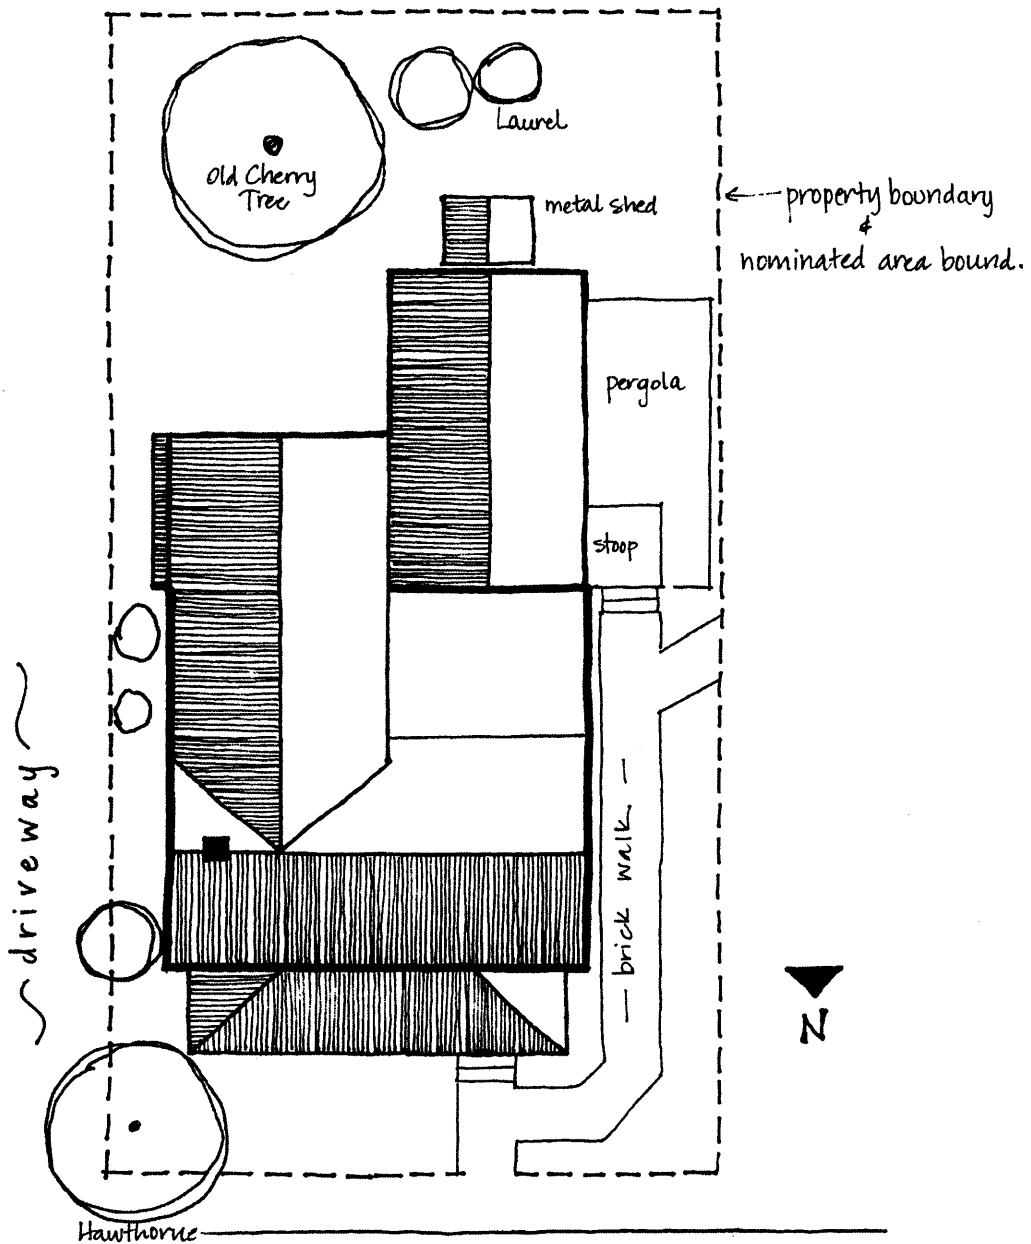 Laurel
Old Cherry
Tree
metal shed
property boundary
&
nominated area bound.
pergola
stoop
driveway
brick walk
N
Hawthorne